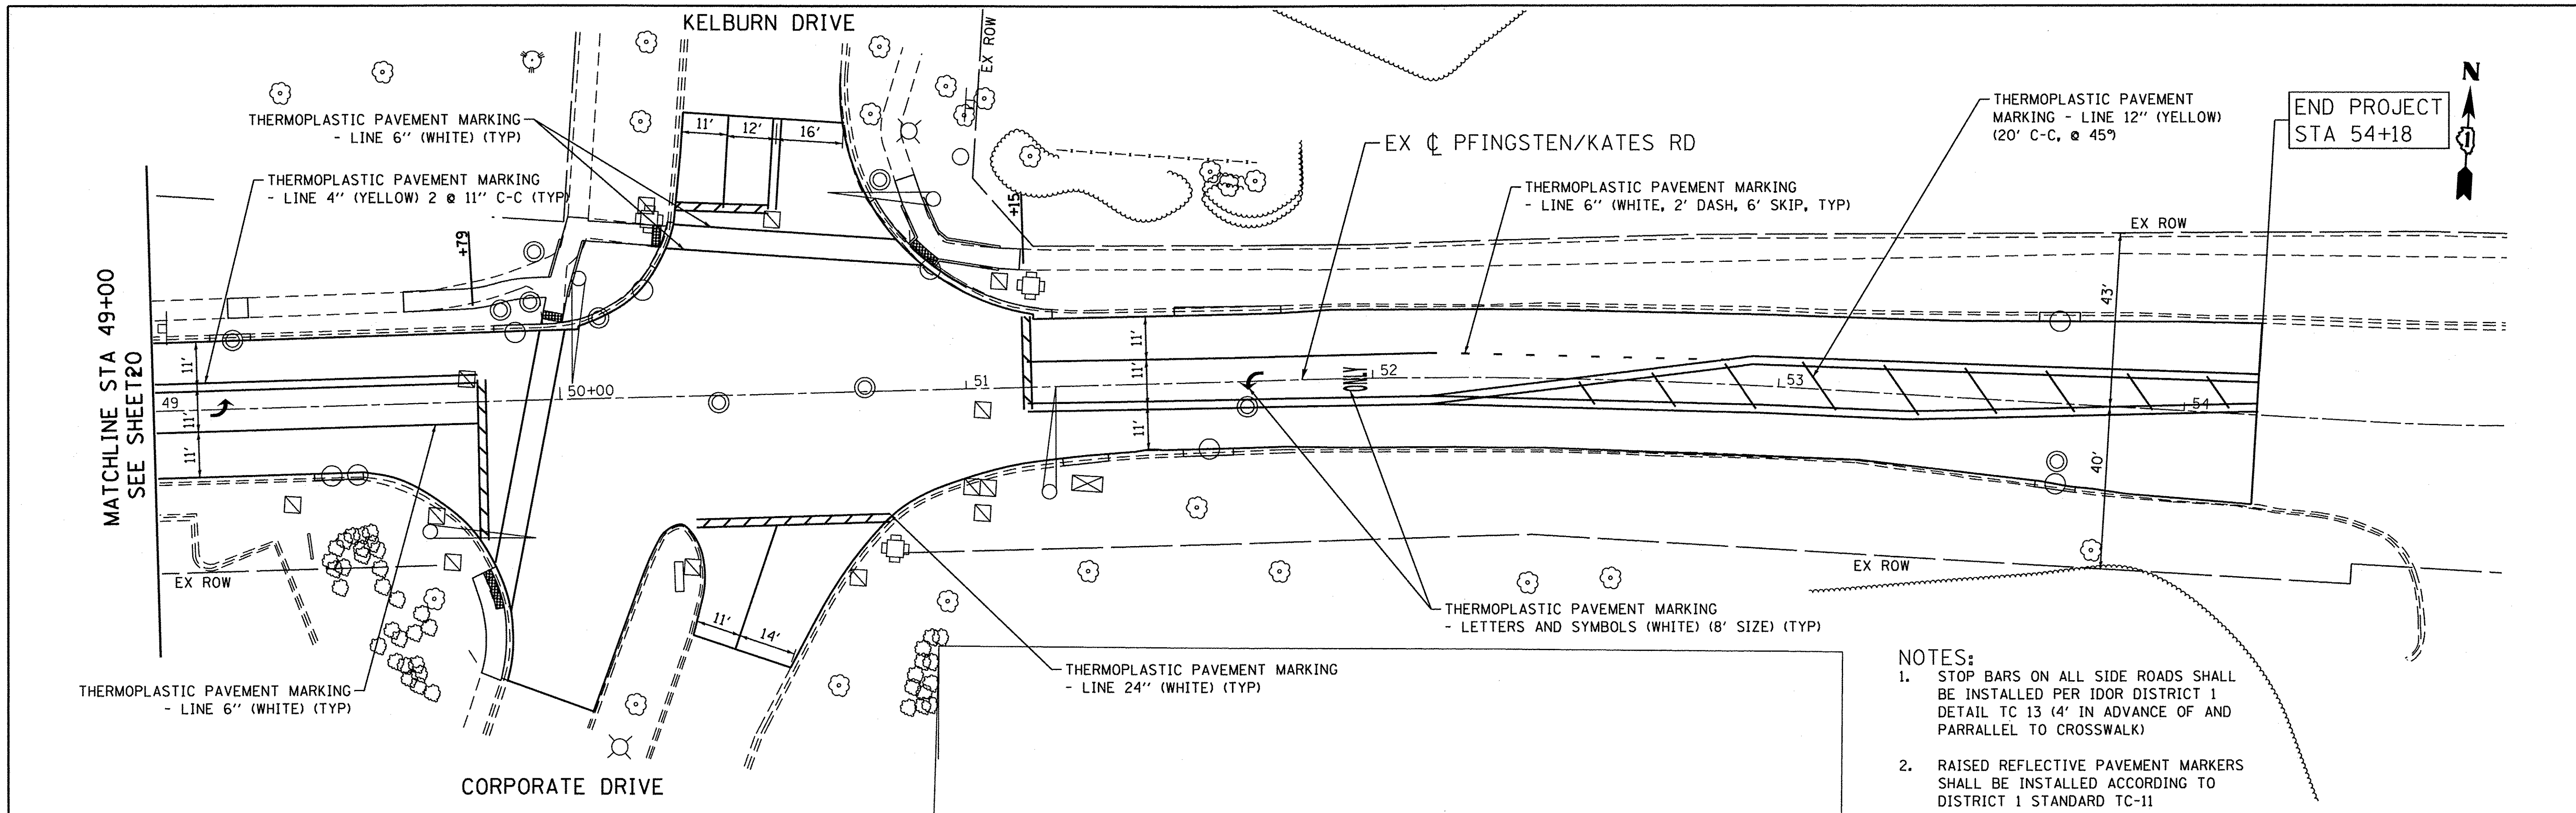 KELBURN DRIVE
EX ROW
N
1
THERMOPLASTIC PAVEMENT MARKING
- LINE 6'' (WHITE) (TYP)
11'
12'
16'
THERMOPLASTIC PAVEMENT
MARKING - LINE 12'' (YELLOW)
(20' C-C, @ 45°)
END PROJECT
STA 54+18
EX ℄ PFINGSTEN/KATES RD
THERMOPLASTIC PAVEMENT MARKING
- LINE 4'' (YELLOW) 2 @ 11'' C-C (TYP)
THERMOPLASTIC PAVEMENT MARKING
- LINE 6'' (WHITE, 2' DASH, 6' SKIP, TYP)
+15
+79
EX ROW
MATCHLINE STA 49+00
SEE SHEET20
43'
11'
11'
11'
49
50+00
51
52
53
54
11'
11'
11'
ONLY
40'
EX ROW
EX ROW
11'
14'
THERMOPLASTIC PAVEMENT MARKING
- LETTERS AND SYMBOLS (WHITE) (8' SIZE) (TYP)
THERMOPLASTIC PAVEMENT MARKING
- LINE 24'' (WHITE) (TYP)
THERMOPLASTIC PAVEMENT MARKING
- LINE 6'' (WHITE) (TYP)
CORPORATE DRIVE
NOTES:
1. STOP BARS ON ALL SIDE ROADS SHALL
BE INSTALLED PER IDOR DISTRICT 1
DETAIL TC 13 (4' IN ADVANCE OF AND
PARRALLEL TO CROSSWALK)
2. RAISED REFLECTIVE PAVEMENT MARKERS
SHALL BE INSTALLED ACCORDING TO
DISTRICT 1 STANDARD TC-11